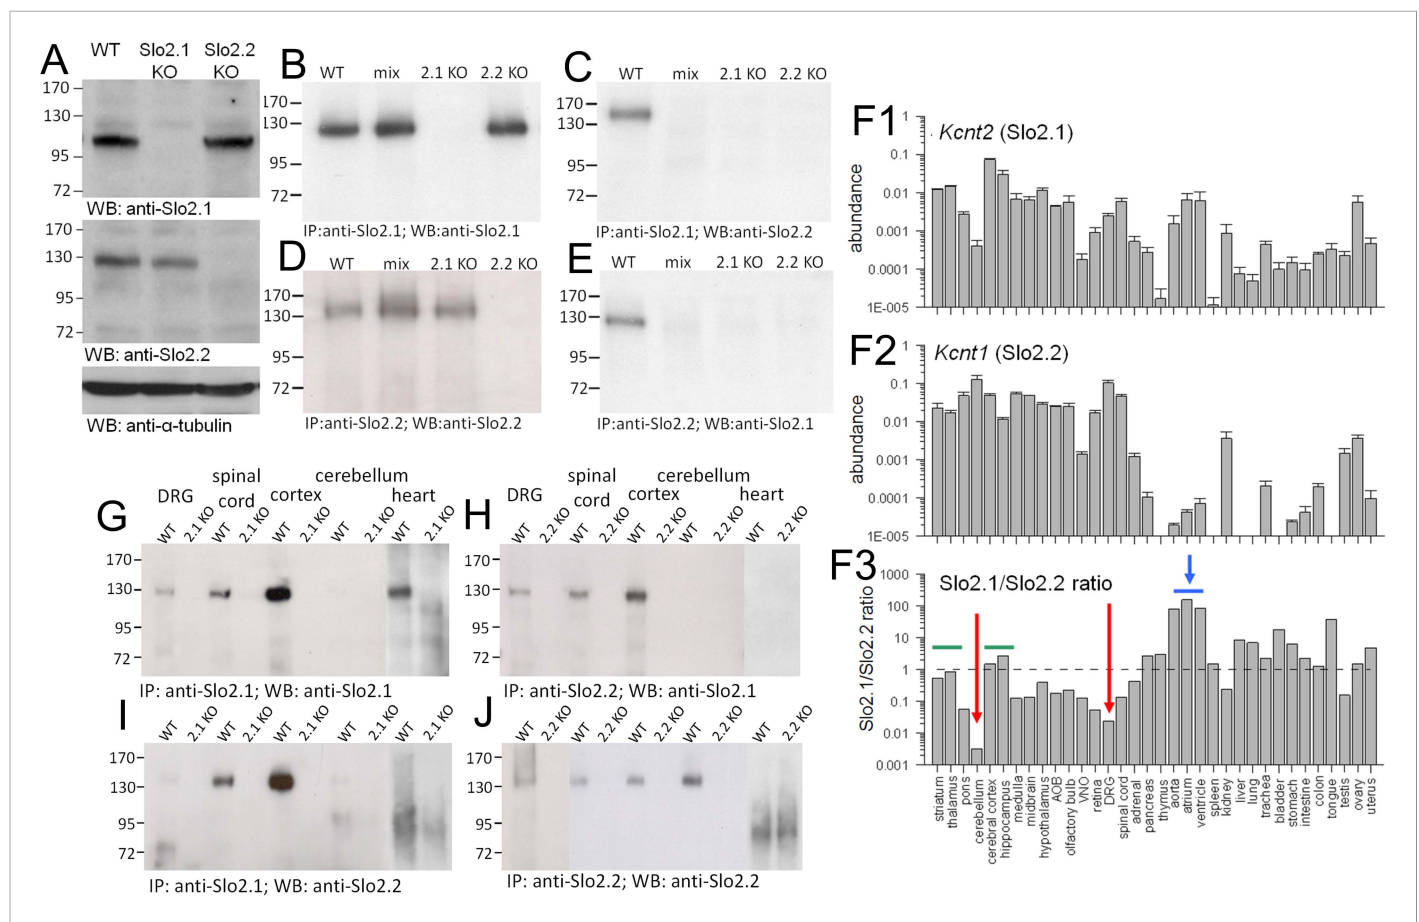 A
WT Slo2.1 KO Slo2.2 KO
170
130
95
72
WB: anti-Slo2.1
170
130
95
72
WB: anti-Slo2.2
WB: anti-α-tubulin
B
WT mix 2.1 KO 2.2 KO
170
130
95
72
IP:anti-Slo2.1; WB:anti-Slo2.1
C
WT mix 2.1 KO 2.2 KO
170
130
95
72
IP:anti-Slo2.1; WB:anti-Slo2.2
D
WT mix 2.1 KO 2.2 KO
170
130
95
72
IP:anti-Slo2.2; WB:anti-Slo2.2
E
WT mix 2.1 KO 2.2 KO
170
130
95
72
IP:anti-Slo2.2; WB:anti-Slo2.1
F1
Kcnt2 (Slo2.1)
abundance
1
0.1
0.01
0.001
0.0001
1E-005
F2
Kcnt1 (Slo2.2)
abundance
1
0.1
0.01
0.001
0.0001
1E-005
F3
Slo2.1/Slo2.2 ratio
Slo2.1/Slo2.2 ratio
1000
100
10
1
0.1
0.01
0.001
striatum
thalamus
pons
cerebellum
cerebral cortex
hippocampus
medulla
midbrain
hypothalamus
AOB
olfactory bulb
VNO
retina
DRG
spinal cord
adrenal
pancreas
thymus
aorta
atrium
ventricle
spleen
kidney
liver
lung
trachea
bladder
stomach
intestine
colon
tongue
testis
ovary
uterus
G
DRG spinal cord cortex cerebellum heart
WT 2.1 KO WT 2.1 KO WT 2.1 KO WT 2.1 KO WT 2.1 KO
170
130
95
72
IP: anti-Slo2.1; WB: anti-Slo2.1
H
DRG spinal cord cortex cerebellum heart
WT 2.2 KO WT 2.2 KO WT 2.2 KO WT 2.2 KO WT 2.2 KO
170
130
95
72
IP: anti-Slo2.2; WB: anti-Slo2.1
I
WT 2.1 KO WT 2.1 KO WT 2.1 KO WT 2.1 KO WT 2.1 KO
170
130
95
72
IP: anti-Slo2.1; WB: anti-Slo2.2
J
WT 2.2 KO WT 2.2 KO WT 2.2 KO WT 2.2 KO WT 2.2 KO
170
130
95
72
IP: anti-Slo2.2; WB: anti-Slo2.2